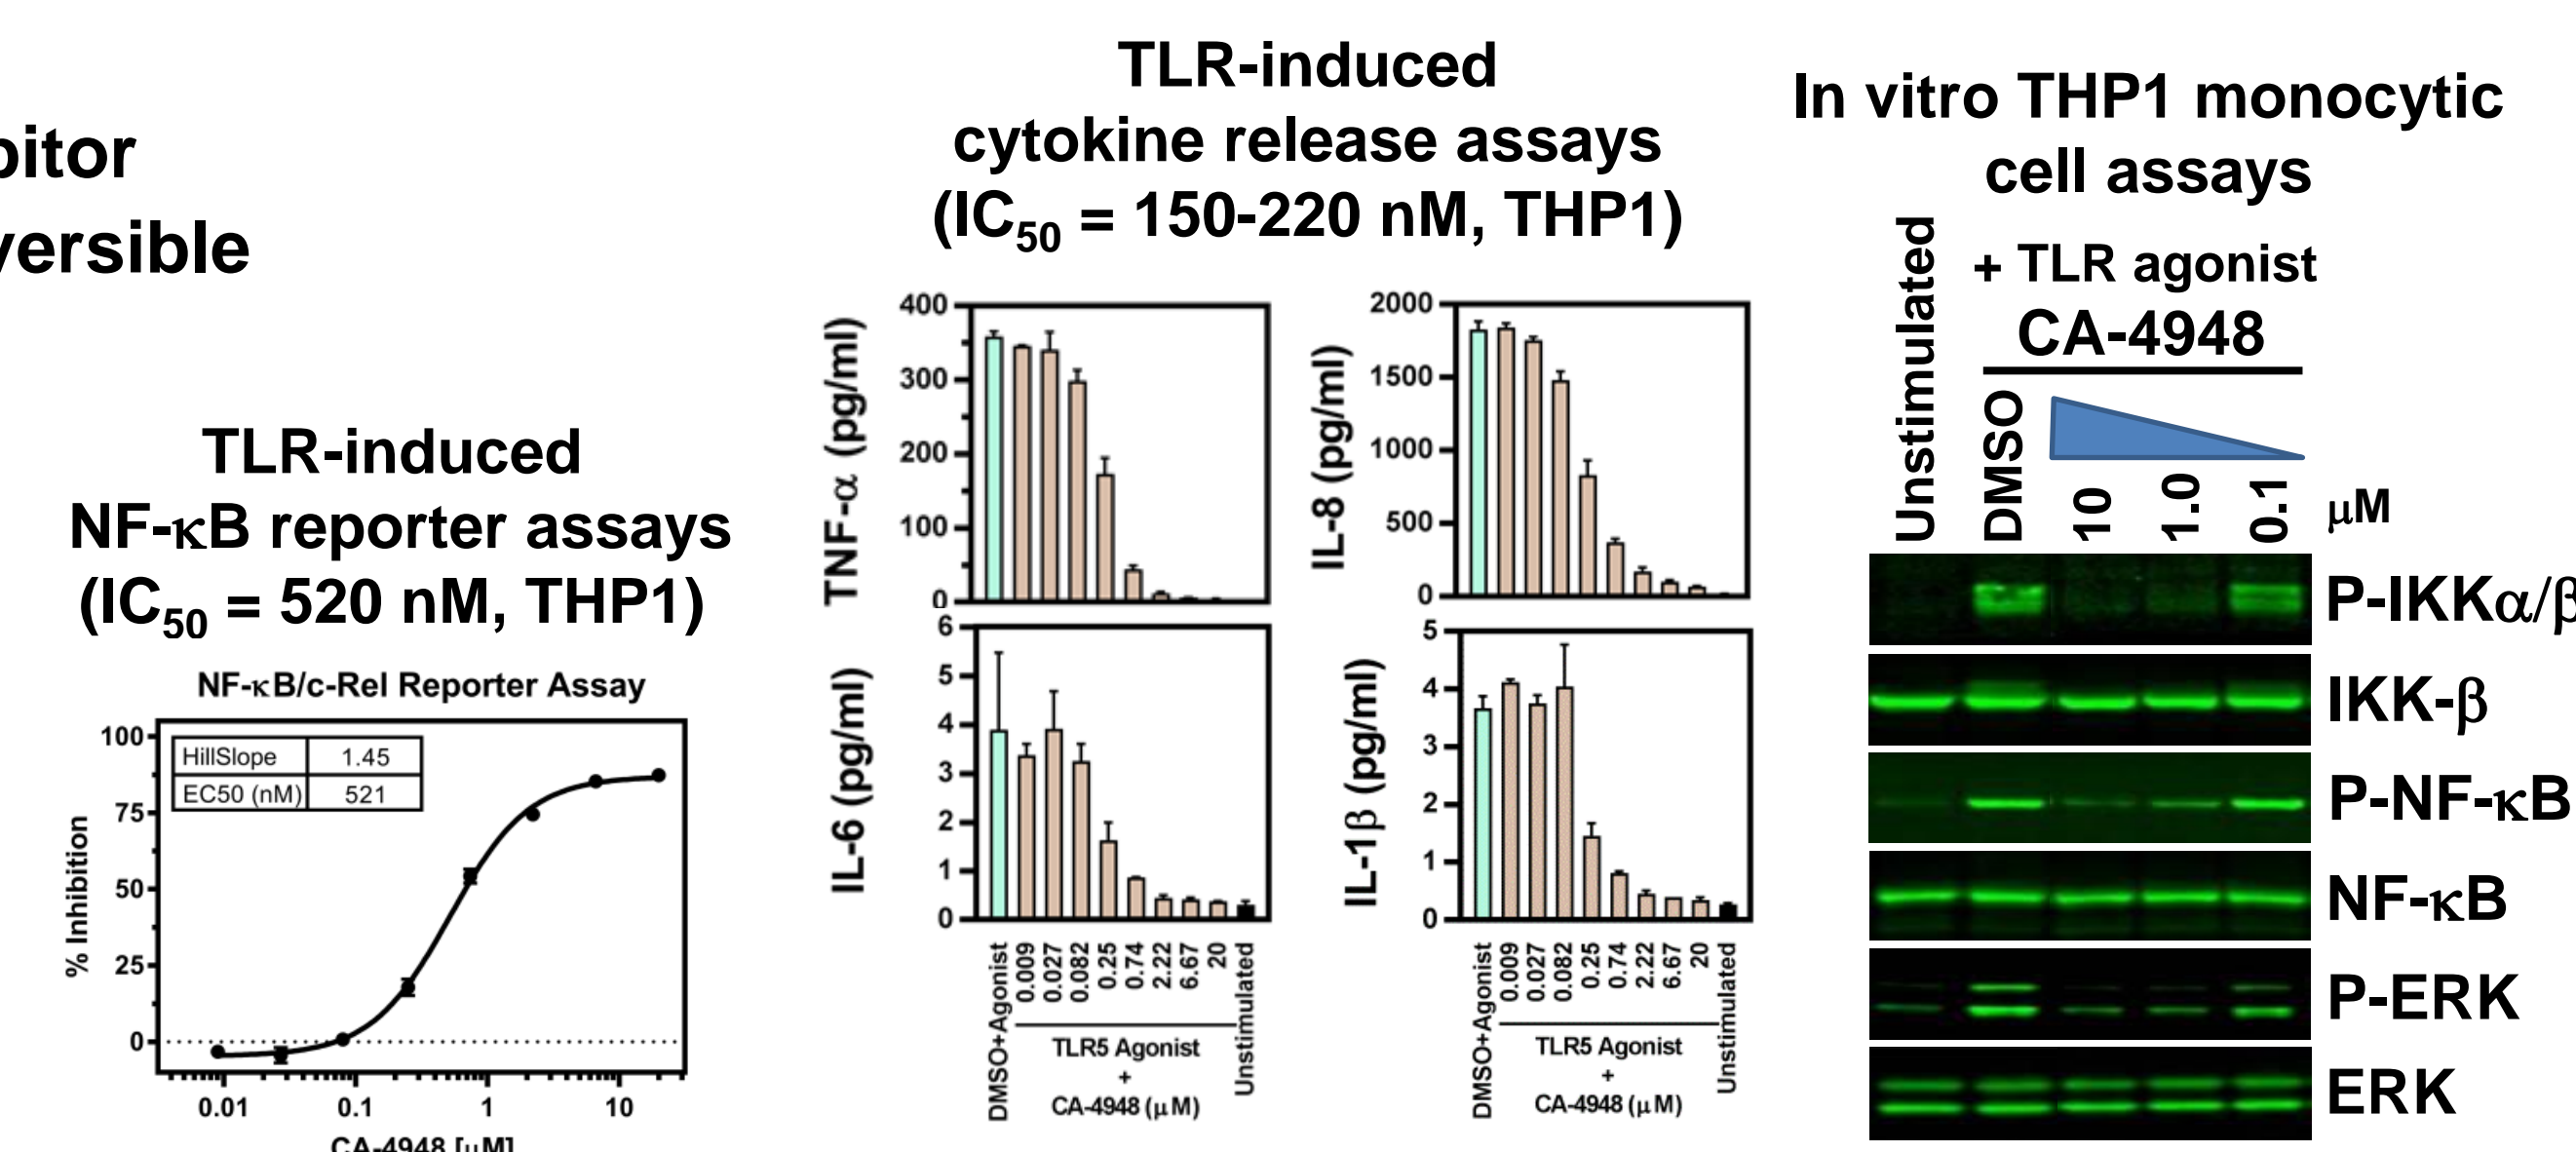 bitor
versible
TLR-induced
NF-κB reporter assays
(IC50 = 520 nM, THP1)
NF-κB/c-Rel Reporter Assay
HillSlope 1.45
EC50 (nM) 521
% Inhibition
100
75
50
25
0
0.01 0.1 1 10
CA-4948 [μM]
TLR-induced
cytokine release assays
(IC50 = 150-220 nM, THP1)
TNF-α (pg/ml)
400
300
200
100
0
IL-8 (pg/ml)
2000
1500
1000
500
0
IL-6 (pg/ml)
6
5
4
3
2
1
0
DMSO+Agonist 0.009 0.027 0.082 0.25 0.74 2.22 6.67 20 Unstimulated
TLR5 Agonist
+
CA-4948 (μM)
IL-1β (pg/ml)
5
4
3
2
1
0
DMSO+Agonist 0.009 0.027 0.082 0.25 0.74 2.22 6.67 20 Unstimulated
TLR5 Agonist
+
CA-4948 (μM)
In vitro THP1 monocytic
cell assays
+ TLR agonist
CA-4948
Unstimulated DMSO 10 1.0 0.1 μM
P-IKKα/β
IKK-β
P-NF-κB
NF-κB
P-ERK
ERK